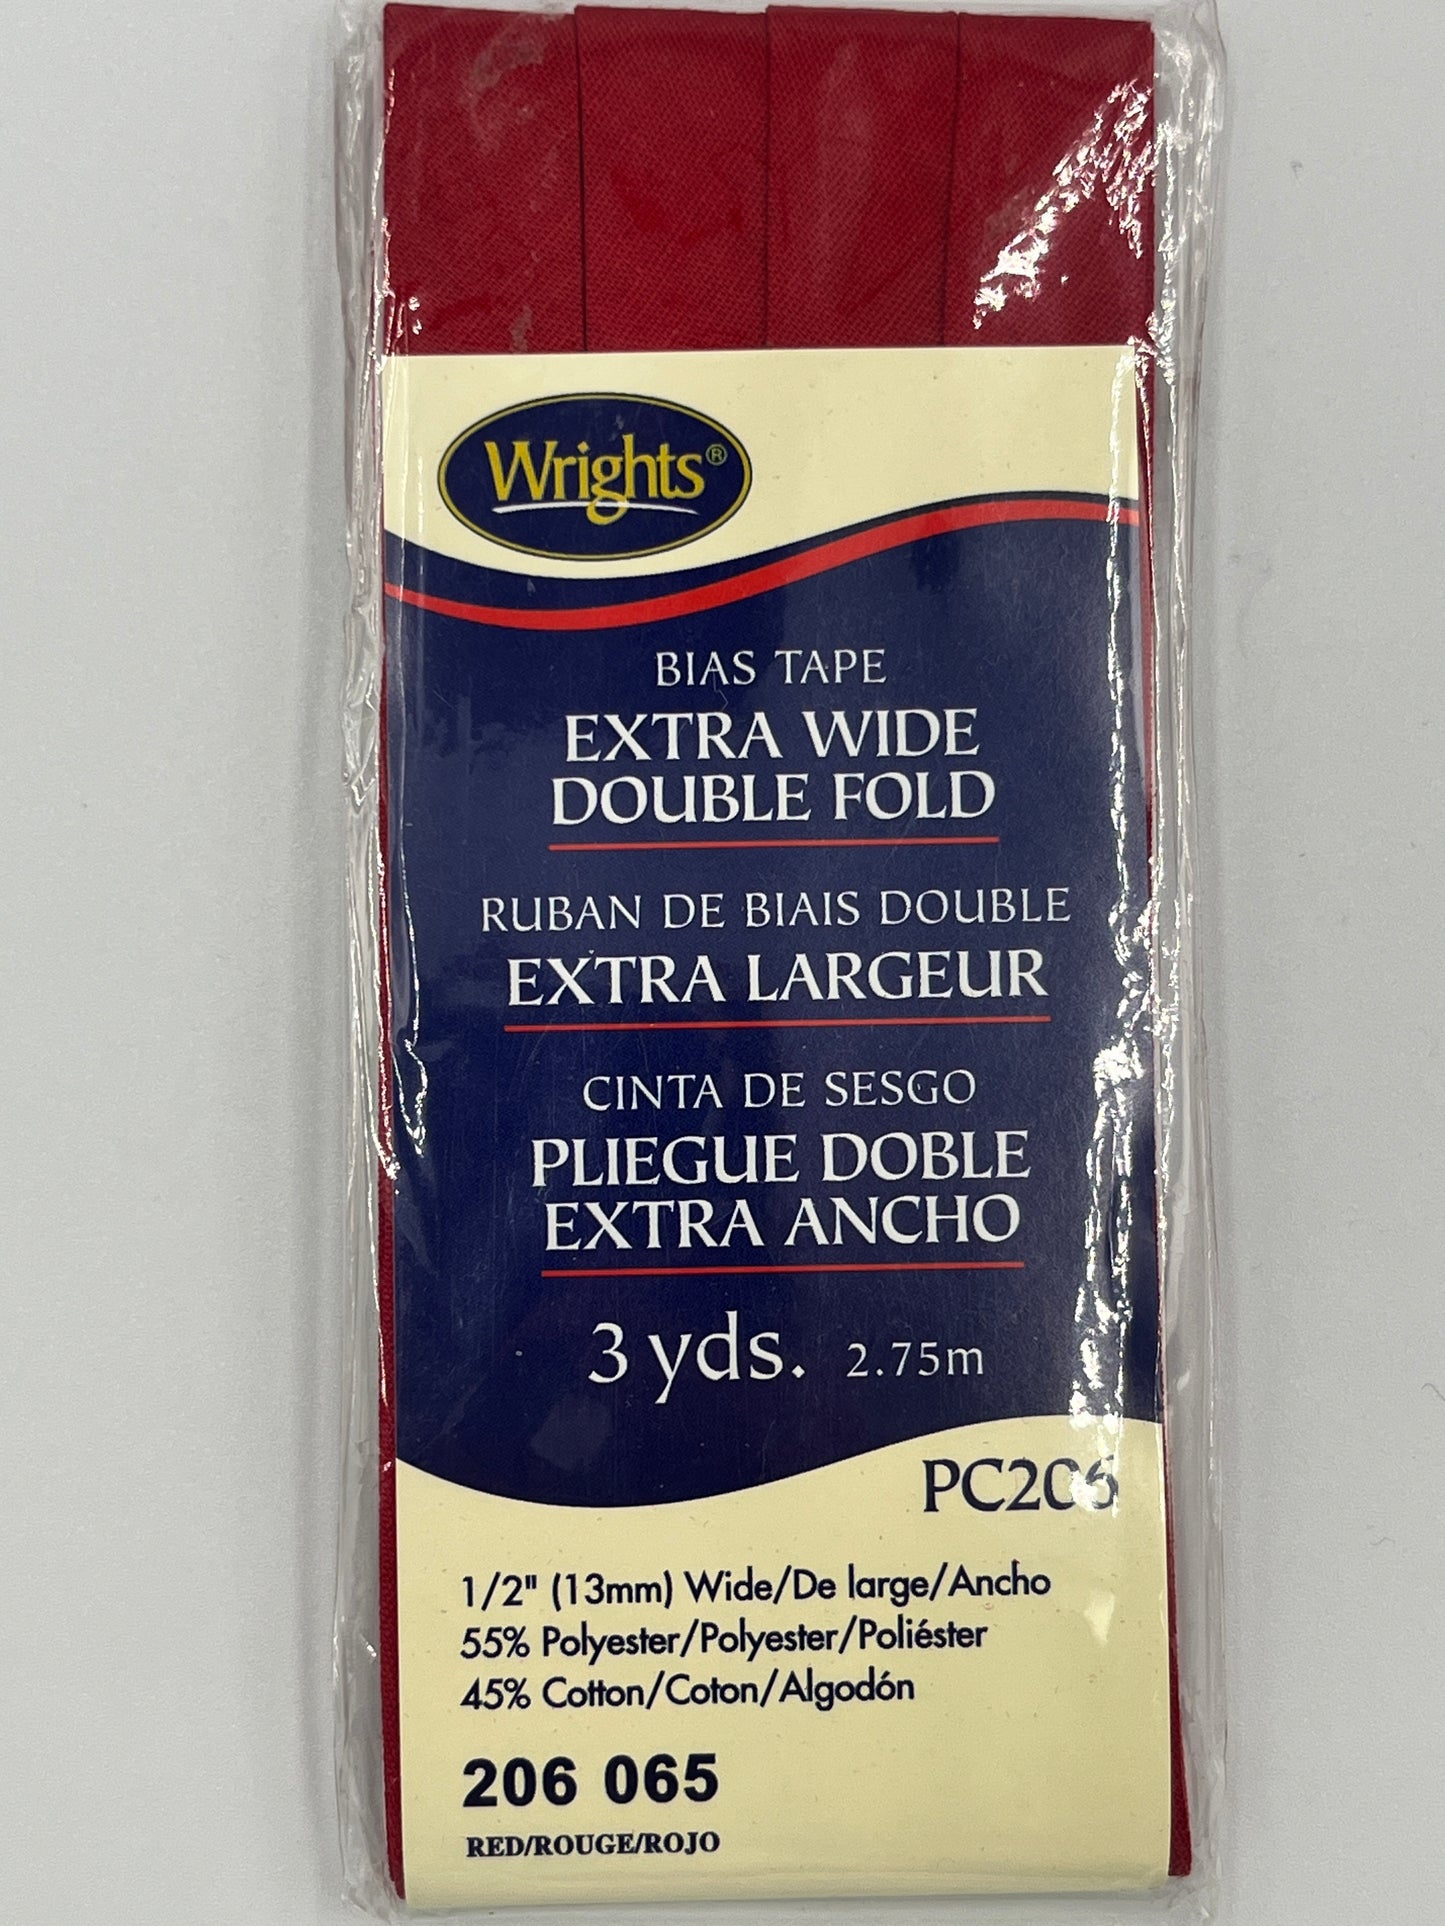 Wrights®
BIAS TAPE
EXTRA WIDE
DOUBLE FOLD
RUBAN DE BIAIS DOUBLE
EXTRA LARGEUR
CINTA DE SESGO
PLIEGUE DOBLE
EXTRA ANCHO
3 yds. 2.75m
PC206
1/2" (13mm) Wide/De large/Ancho
55% Polyester/Polyester/Poliéster
45% Cotton/Coton/Algodón
206 065
RED/ROUGE/ROJO